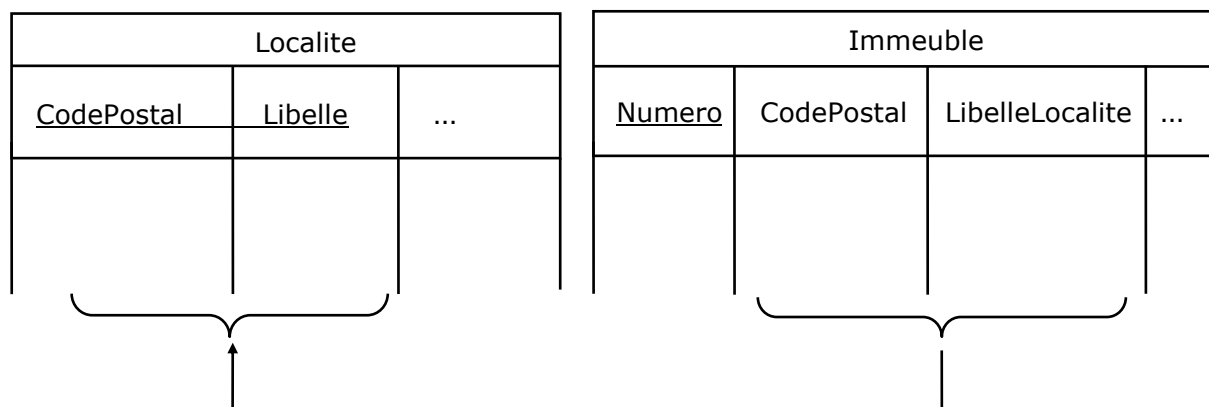 Localite
CodePostal Libelle ...
Immeuble
Numero CodePostal LibelleLocalite ...